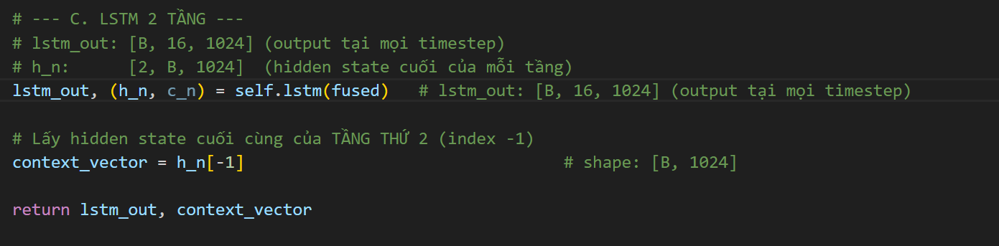 # --- C. LSTM 2 TẦNG ---
# lstm_out: [B, 16, 1024] (output tại mọi timestep)
# h_n:      [2, B, 1024]  (hidden state cuối của mỗi tầng)
lstm_out, (h_n, c_n) = self.lstm(fused)   # lstm_out: [B, 16, 1024] (output tại mọi timestep)
# Lấy hidden state cuối cùng của TẦNG THỨ 2 (index -1)
context_vector = h_n[-1]                             # shape: [B, 1024]
return lstm_out, context_vector